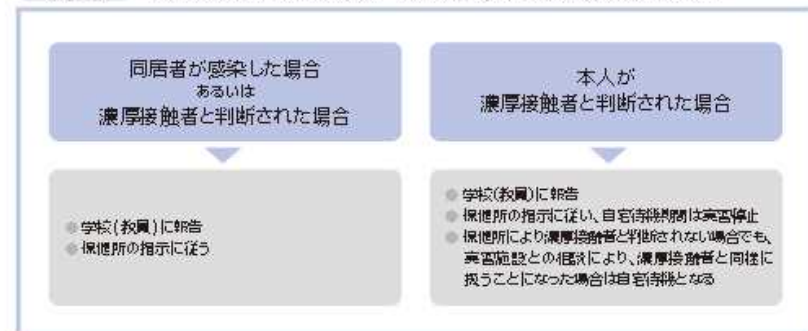 同居者が感染した場合
あるいは
濃厚接触者と判断された場合
本人が
濃厚接触者と判断された場合
学校(教員)に報告
保健所の指示に従う
学校(教員)に報告
保健所の指示に従い、自宅待機期間は実習停止
保健所により濃厚接触者と判断されない場合でも、
実習施設との相談により、濃厚接触者と同様に
扱うことになった場合は自宅待機となる